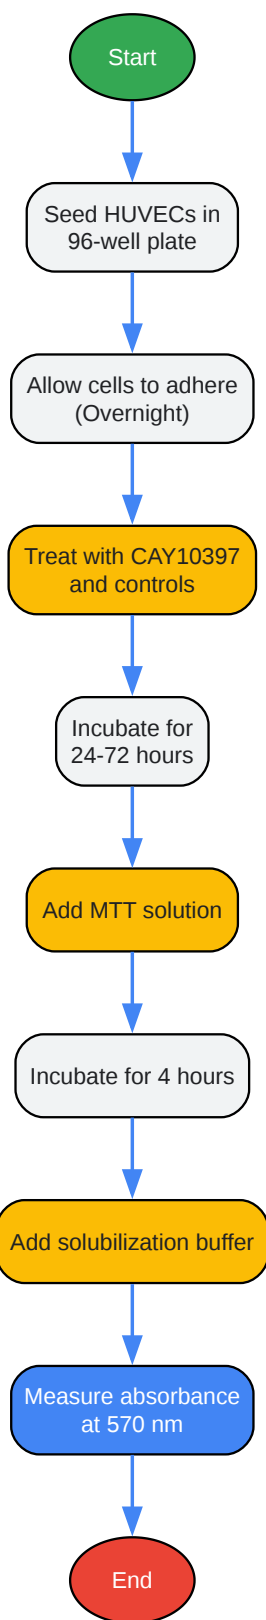 Start
Seed HUVECs in
96-well plate
Allow cells to adhere
(Overnight)
Treat with CAY10397
and controls
Incubate for
24-72 hours
Add MTT solution
Incubate for 4 hours
Add solubilization buffer
Measure absorbance
at 570 nm
End